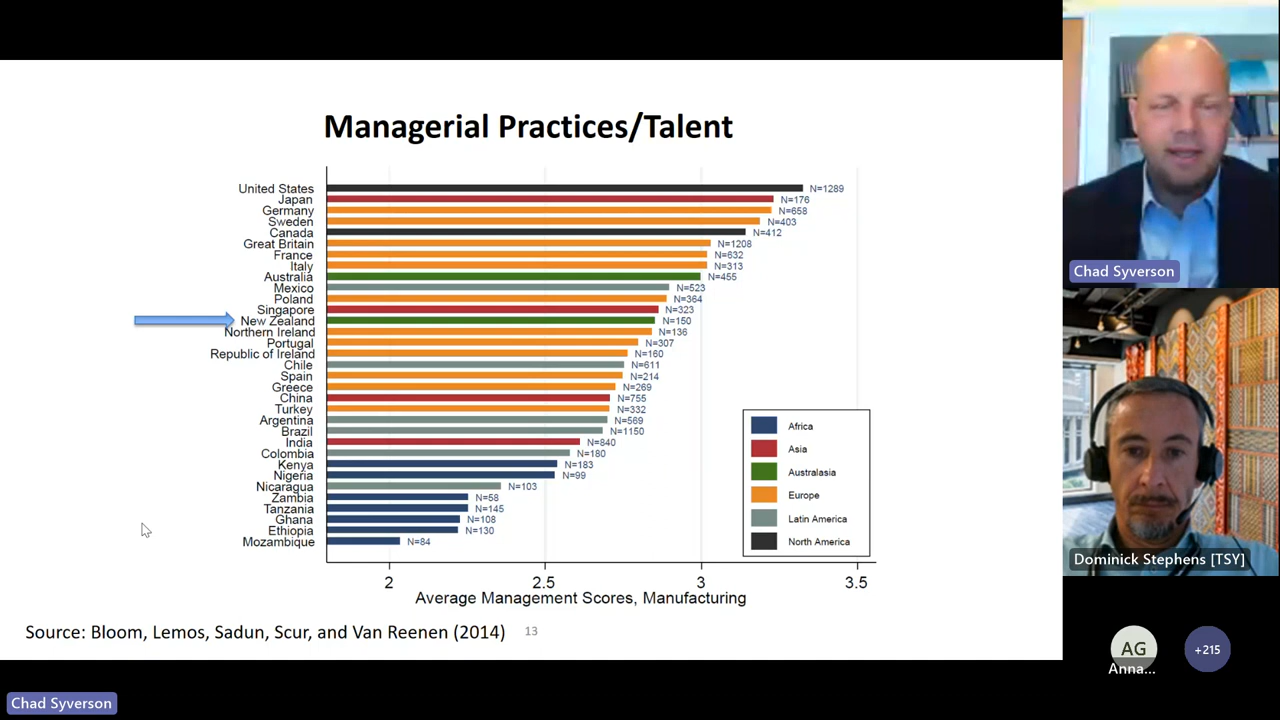 Managerial Practices/Talent
United States N=1289
Japan N=176
Germany N=658
Sweden N=403
Canada N=412
Great Britain N=1208
France N=632
Italy N=313
Australia N=455
Mexico N=523
Poland N=364
Singapore N=323
New Zealand N=150
Northern Ireland N=136
Portugal N=307
Republic of Ireland N=160
Chile N=611
Spain N=214
Greece N=269
China N=755
Turkey N=332
Argentina N=569
Brazil N=1150
India N=840
Colombia N=180
Kenya N=183
Nigeria N=99
Nicaragua N=103
Zambia N=58
Tanzania N=145
Ghana N=108
Ethiopia N=130
Mozambique N=84
Africa
Asia
Australasia
Europe
Latin America
North America
2 2.5 3 3.5
Average Management Scores, Manufacturing
Source: Bloom, Lemos, Sadun, Scur, and Van Reenen (2014) 13
Chad Syverson
Chad Syverson
Dominick Stephens [TSY]
AG
Anna...
+215